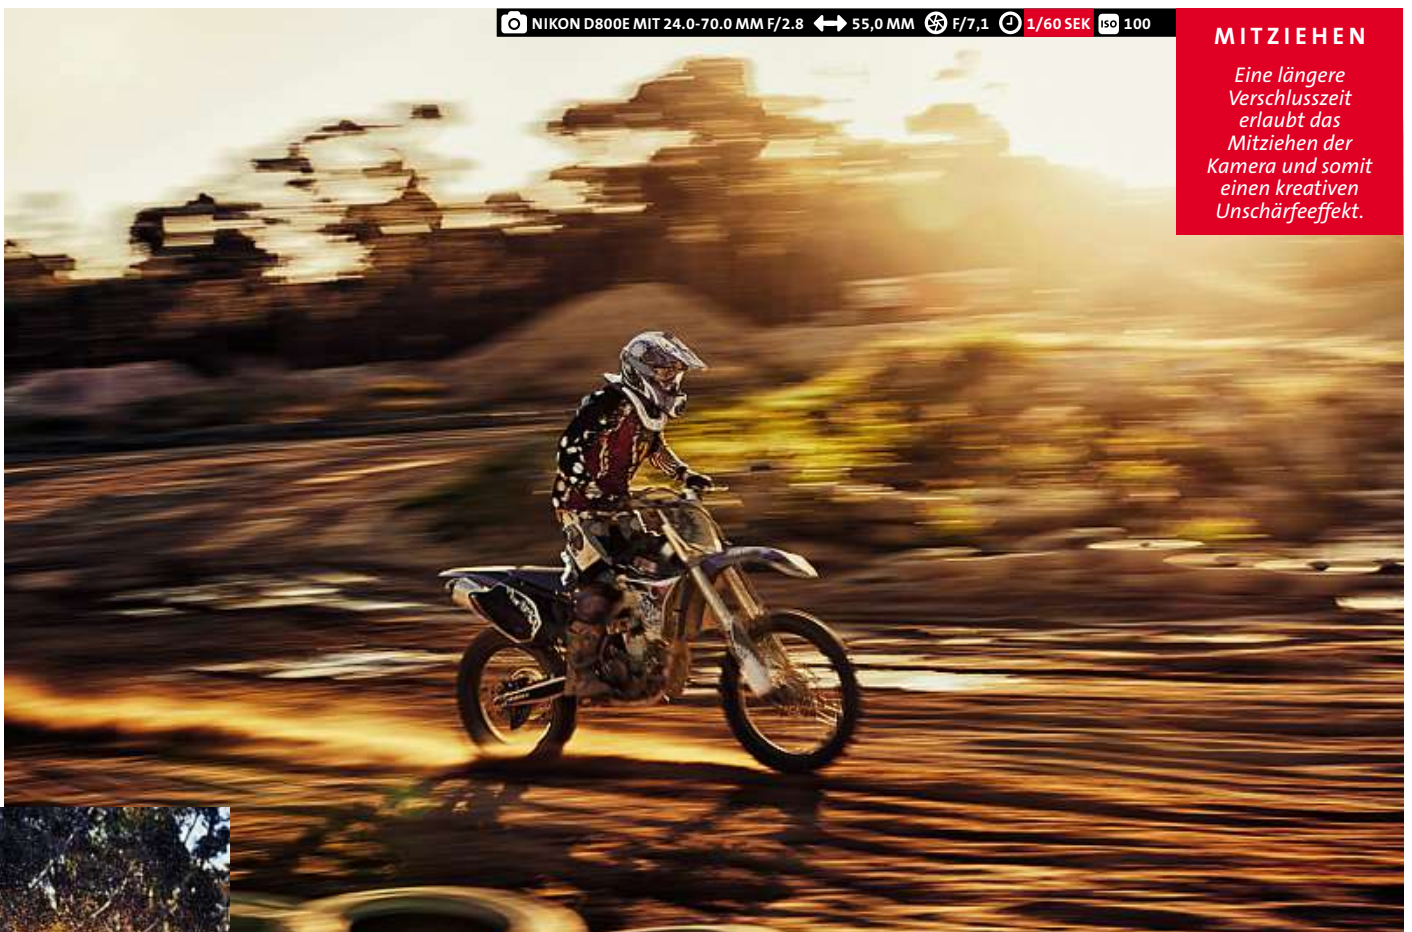 NIKON D800E MIT 24.0-70.0 MM F/2.8 55,0 MM F/7,1 1/60 SEK ISO 100
MITZIEHEN
Eine längere
Verschlusszeit
erlaubt das
Mitziehen der
Kamera und somit
einen kreativen
Unschärfeeffekt.